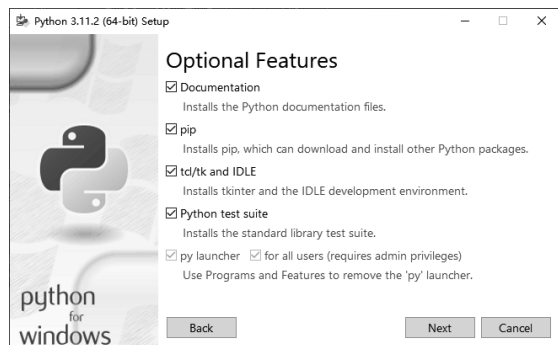 Python 3.11.2 (64-bit) Setup
Optional Features
Documentation
Installs the Python documentation files.
pip
Installs pip, which can download and install other Python packages.
tcl/tk and IDLE
Installs tkinter and the IDLE development environment.
Python test suite
Installs the standard library test suite.
py launcher for all users (requires admin privileges)
Use Programs and Features to remove the 'py' launcher.
python
for
windows
Back Next Cancel